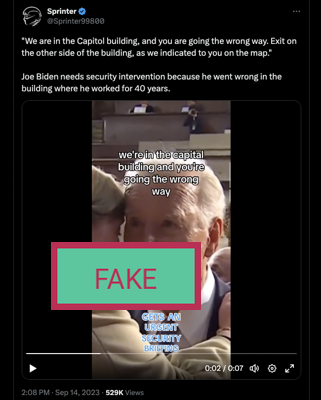 Sprinter
@Sprinter99800
"We are in the Capitol building, and you are going the wrong way. Exit on
the other side of the building, as we indicated to you on the map."
Joe Biden needs security intervention because he went wrong in the
building where he worked for 40 years.
we're in the capital
building and you're
going the wrong
way
FAKE
GETS AN
URGENT
SECURITY
BRIEFING
0:02 / 0:07
2:08 PM · Sep 14, 2023 · 529K Views